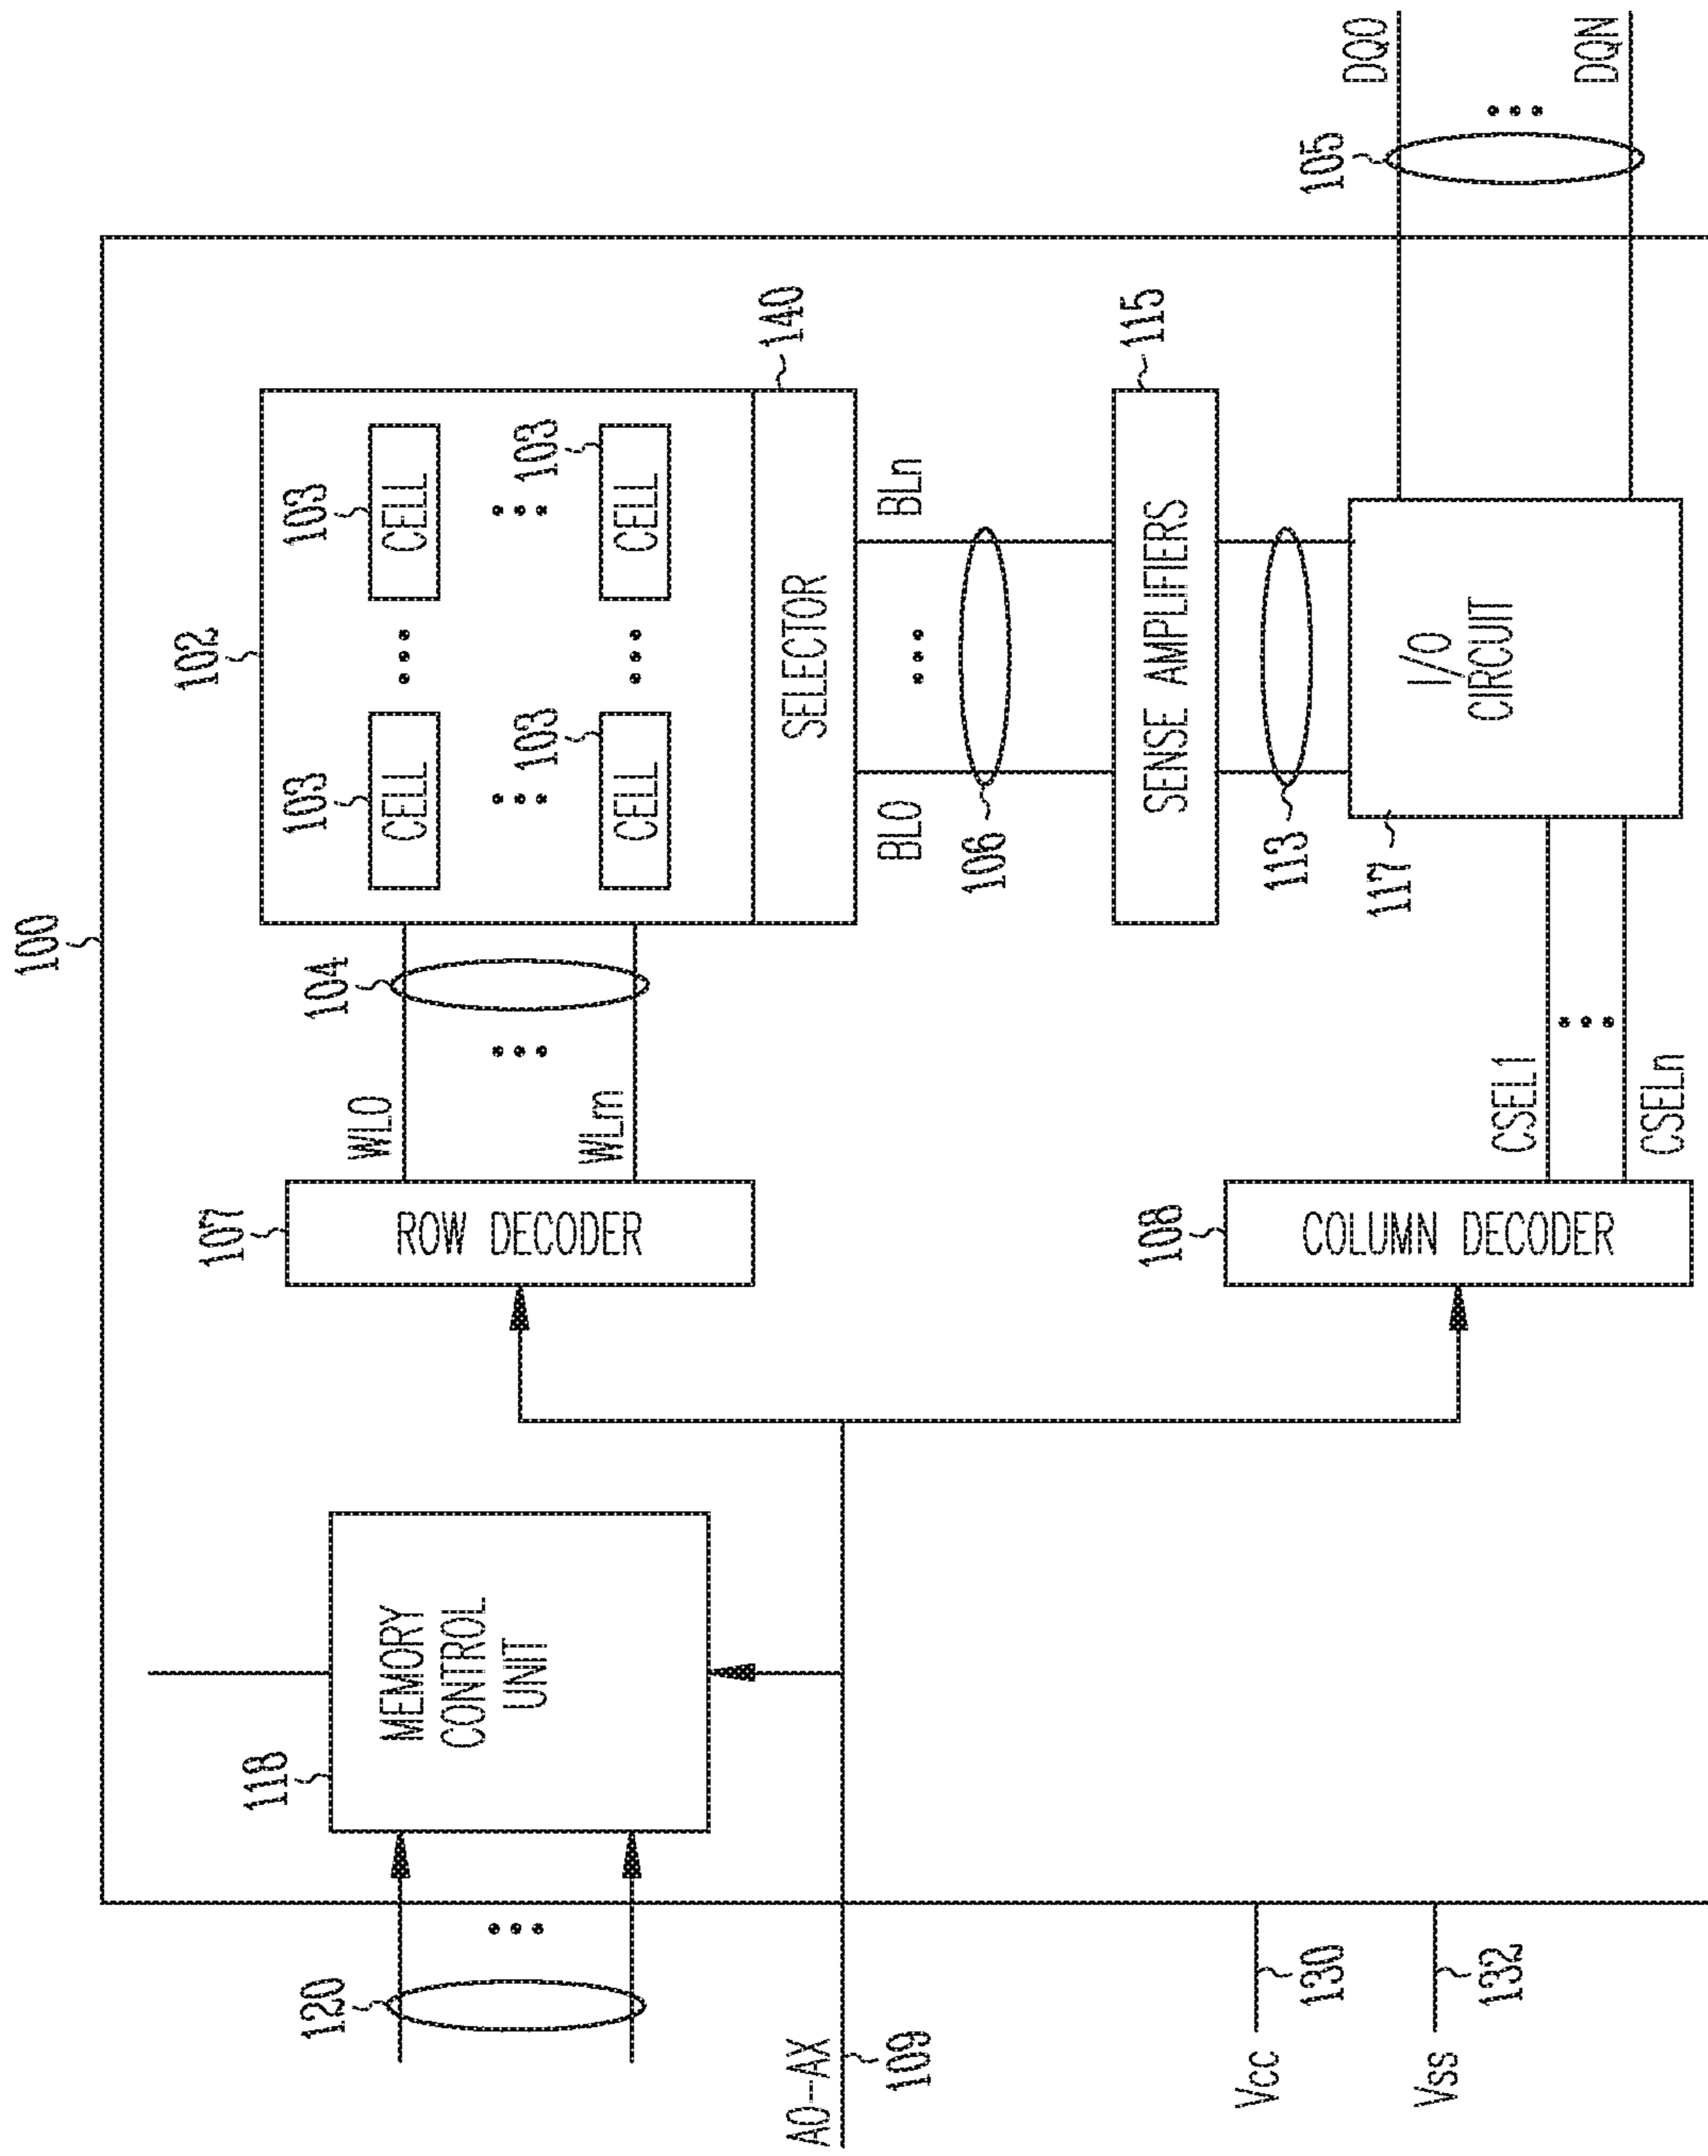 100
102
103
CELL
103
CELL
103
CELL
103
CELL
140
SELECTOR
104
WL0
WLm
107
ROW DECODER
118
MEMORY
CONTROL
UNIT
120
A0-AX
109
BL0
BLn
106
115
SENSE AMPLIFIERS
113
117
I/O
CIRCUIT
108
COLUMN DECODER
CSEL1
CSELn
105
DQ0
DQN
Vcc
130
Vss
132